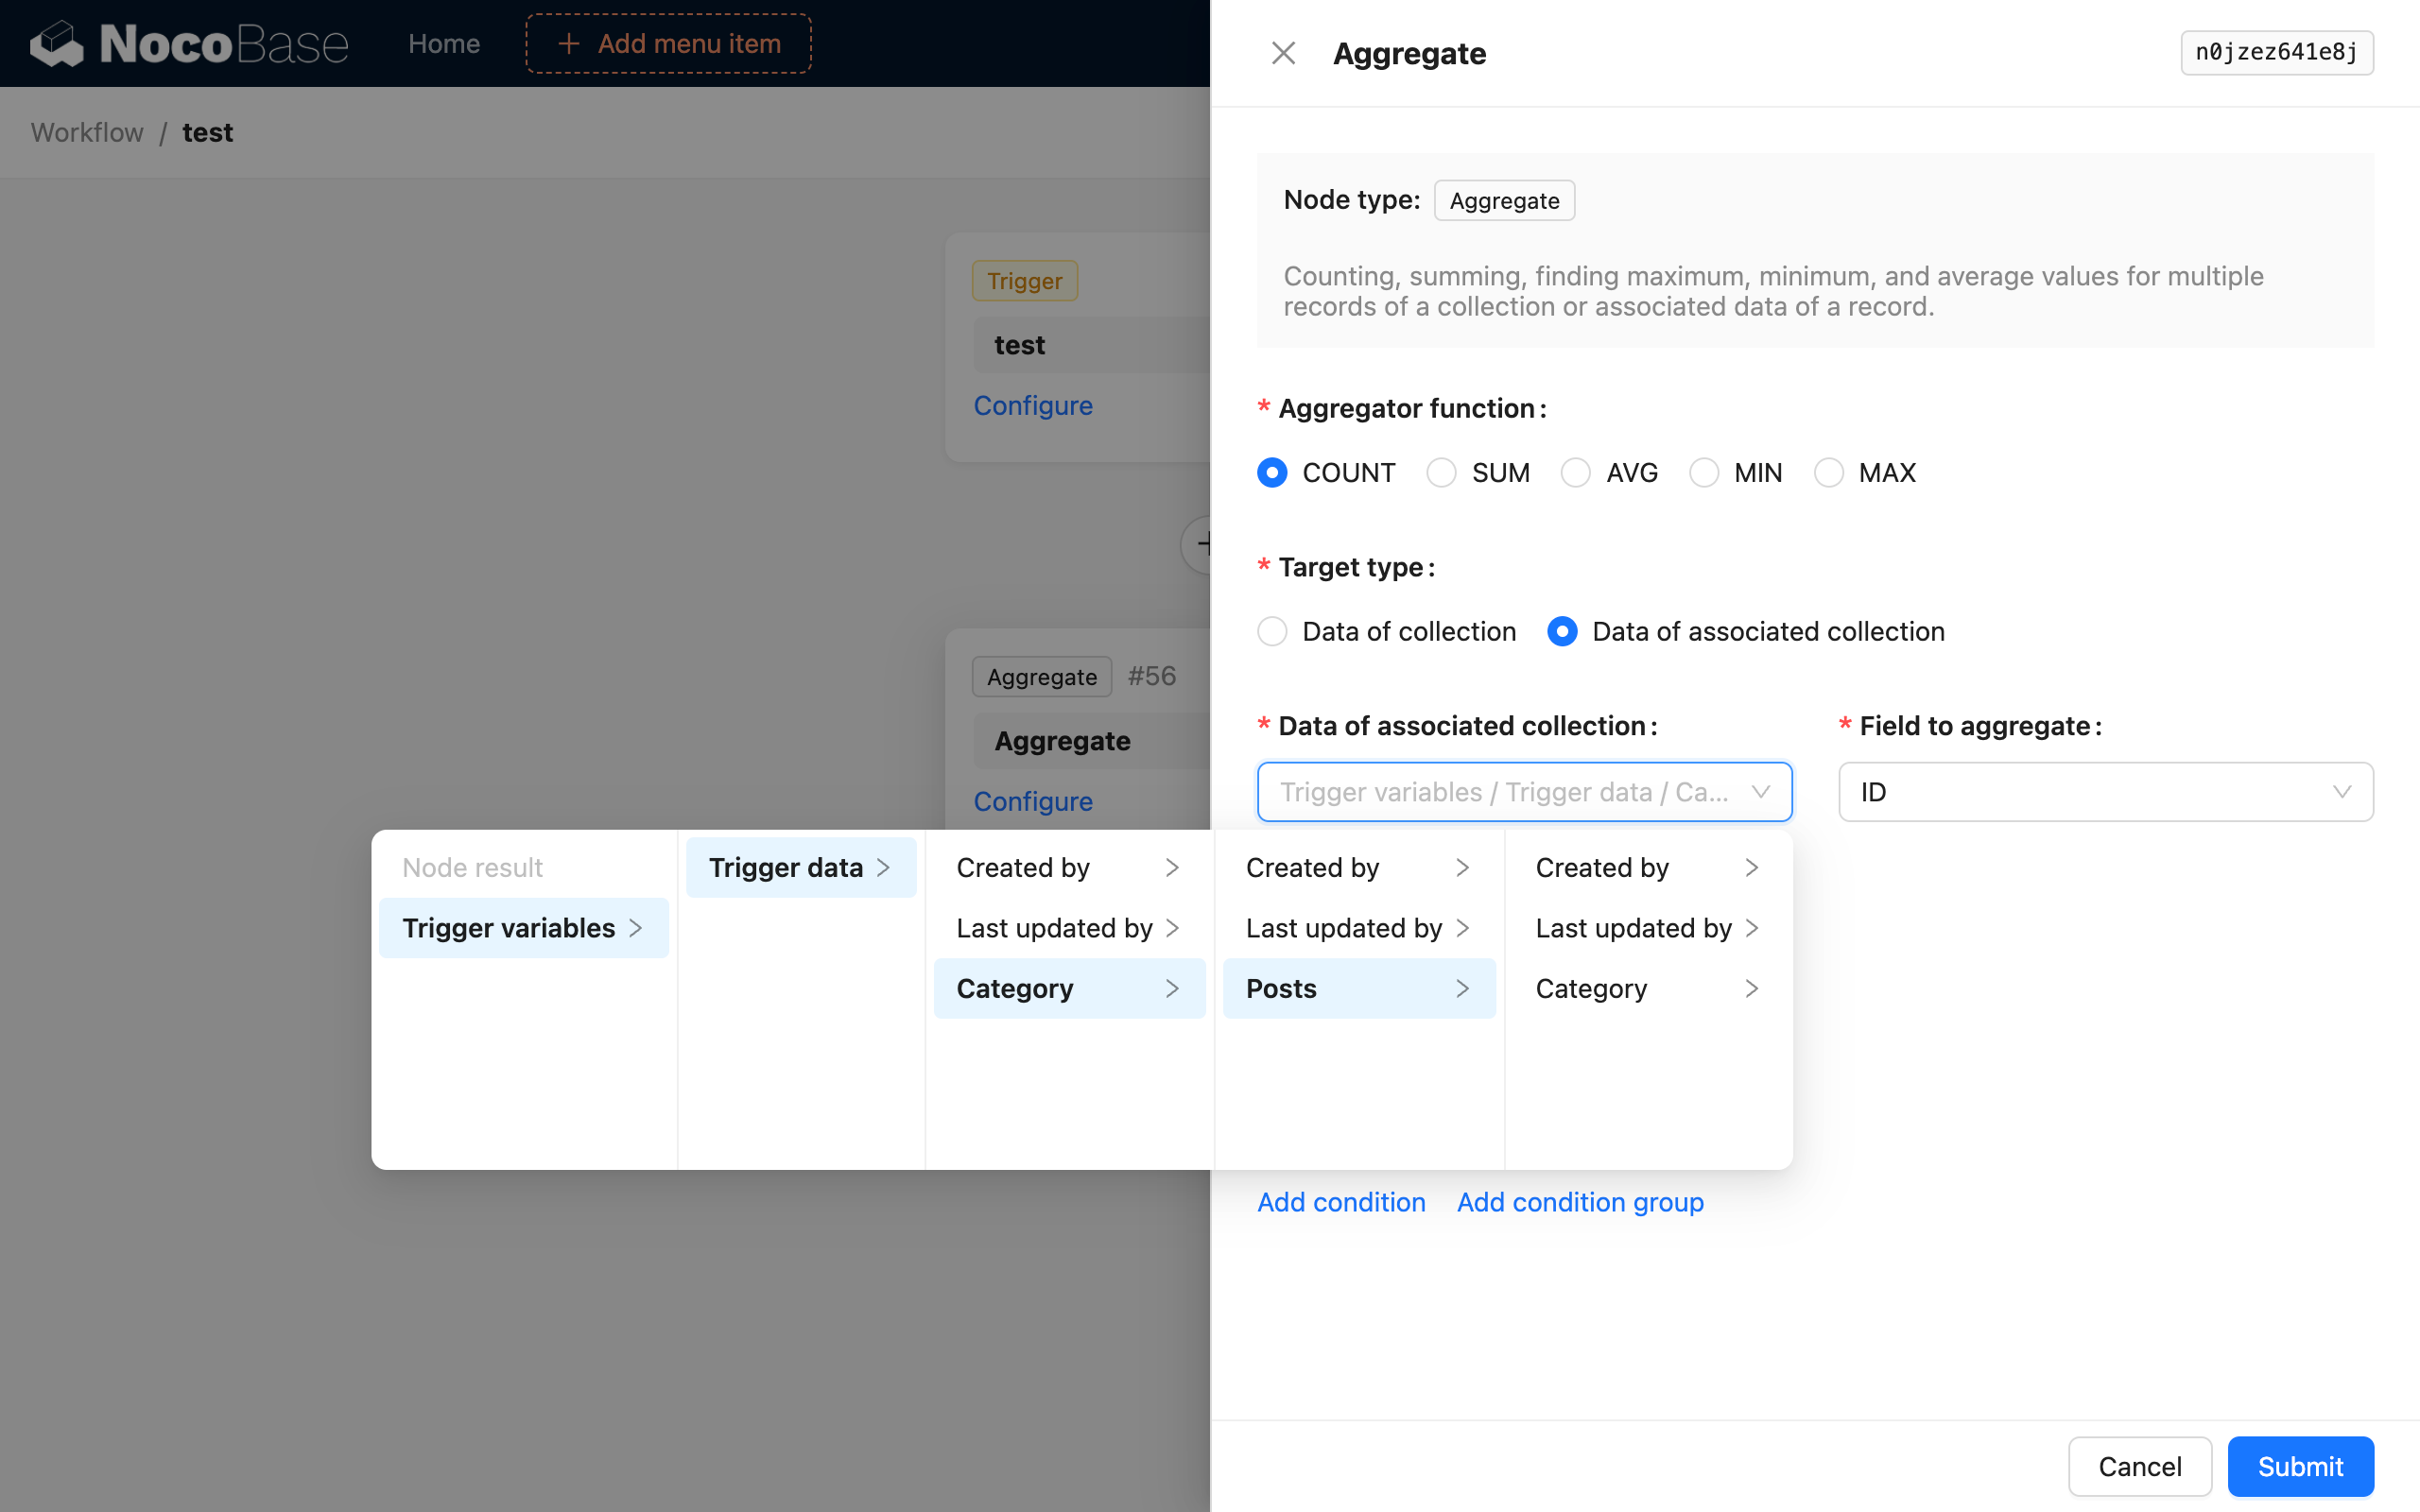 NocoBase Home + Add menu item
Workflow / test
Trigger
test
Configure
Aggregate #56
Aggregate
Configure
Aggregate n0jzez641e8j
Node type: Aggregate
Counting, summing, finding maximum, minimum, and average values for multiple
records of a collection or associated data of a record.
* Aggregator function:
COUNT SUM AVG MIN MAX
* Target type:
Data of collection Data of associated collection
* Data of associated collection: * Field to aggregate:
Trigger variables / Trigger data / Ca... ID
Node result Trigger data Created by Created by Created by
Trigger variables Last updated by Last updated by Last updated by
Category Posts Category
Add condition Add condition group
Cancel Submit